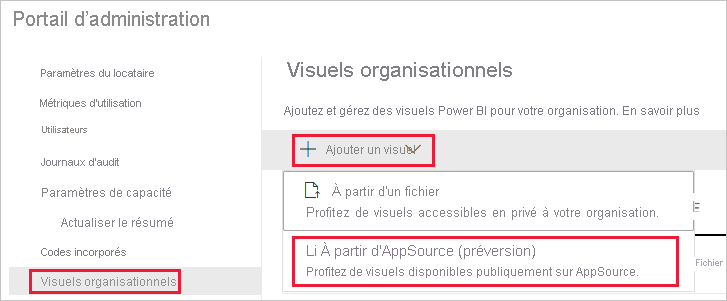 Portail d'administration
Paramètres du locataire
Métriques d'utilisation
Utilisateurs
Journaux d'audit
Paramètres de capacité
Actualiser le résumé
Codes incorporés
Visuels organisationnels
Visuels organisationnels
Ajoutez et gérez des visuels Power BI pour votre organisation. En savoir plus
Ajouter un visuel
À partir d'un fichier
Profitez de visuels accessibles en privé à votre organisation.
Li À partir d'AppSource (préversion)
Profitez de visuels disponibles publiquement sur AppSource.
Fichier